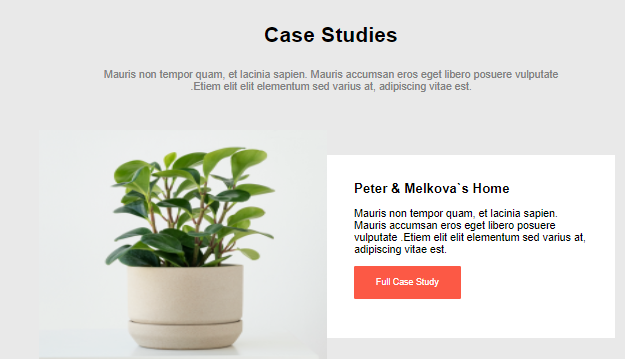 Case Studies
Mauris non tempor quam, et lacinia sapien. Mauris accumsan eros eget libero posuere vulputate
.Etiem elit elit elementum sed varius at, adipiscing vitae est.
Peter & Melkova`s Home
Mauris non tempor quam, et lacinia sapien.
Mauris accumsan eros eget libero posuere
vulputate .Etiem elit elit elementum sed varius at,
adipiscing vitae est.
Full Case Study